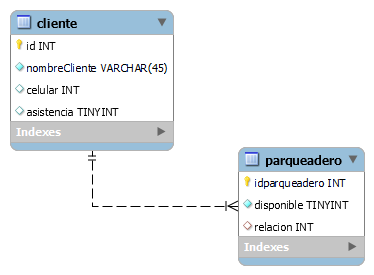 cliente
id INT
nombreCliente VARCHAR(45)
celular INT
asistencia TINYINT
Indexes
parqueadero
idparqueadero INT
disponible TINYINT
relacion INT
Indexes